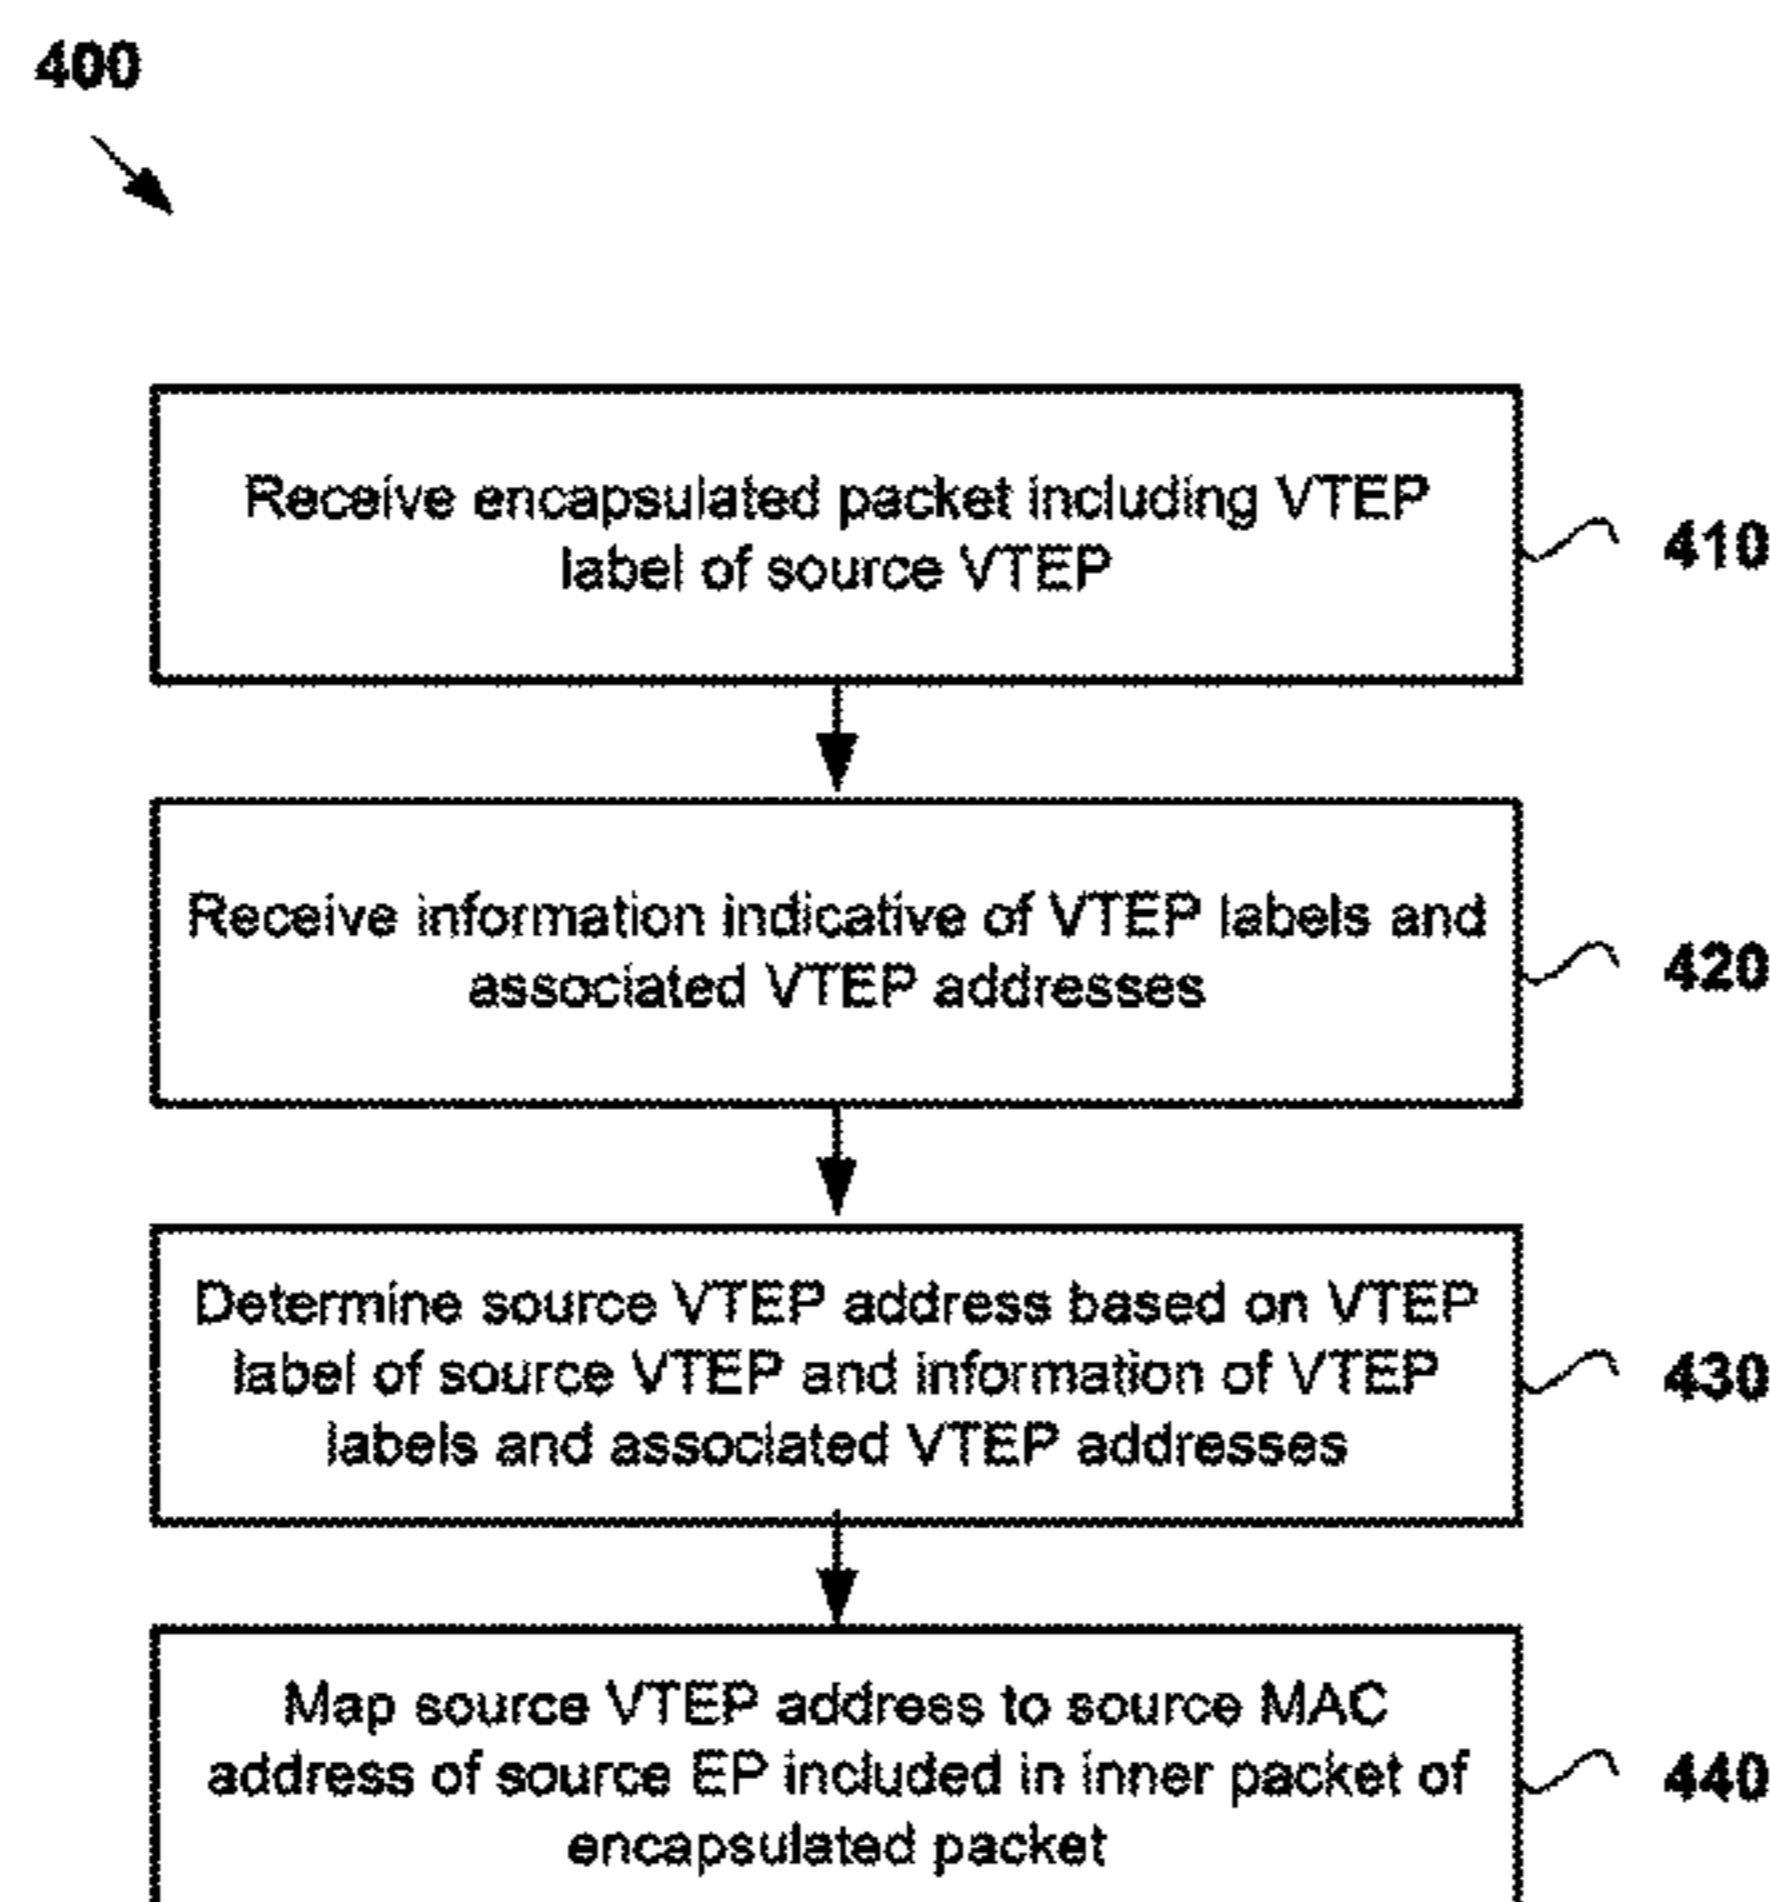 400
Receive encapsulated packet including VTEP
label of source VTEP
410
Receive information indicative of VTEP labels and
associated VTEP addresses
420
Determine source VTEP address based on VTEP
label of source VTEP and information of VTEP
labels and associated VTEP addresses
430
Map source VTEP address to source MAC
address of source EP included in inner packet of
encapsulated packet
440